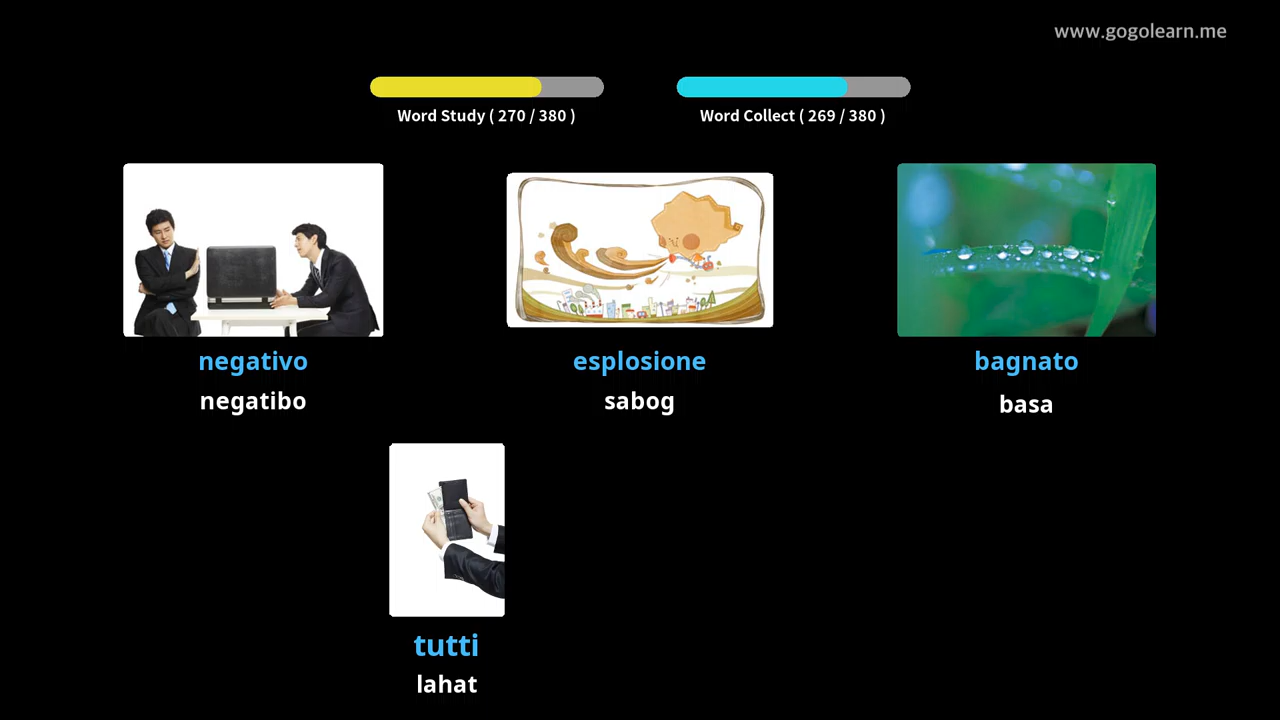 www.gogolearn.me
Word Study ( 270 / 380 )
Word Collect ( 269 / 380 )
negativo
negatibo
esplosione
sabog
bagnato
basa
tutti
lahat